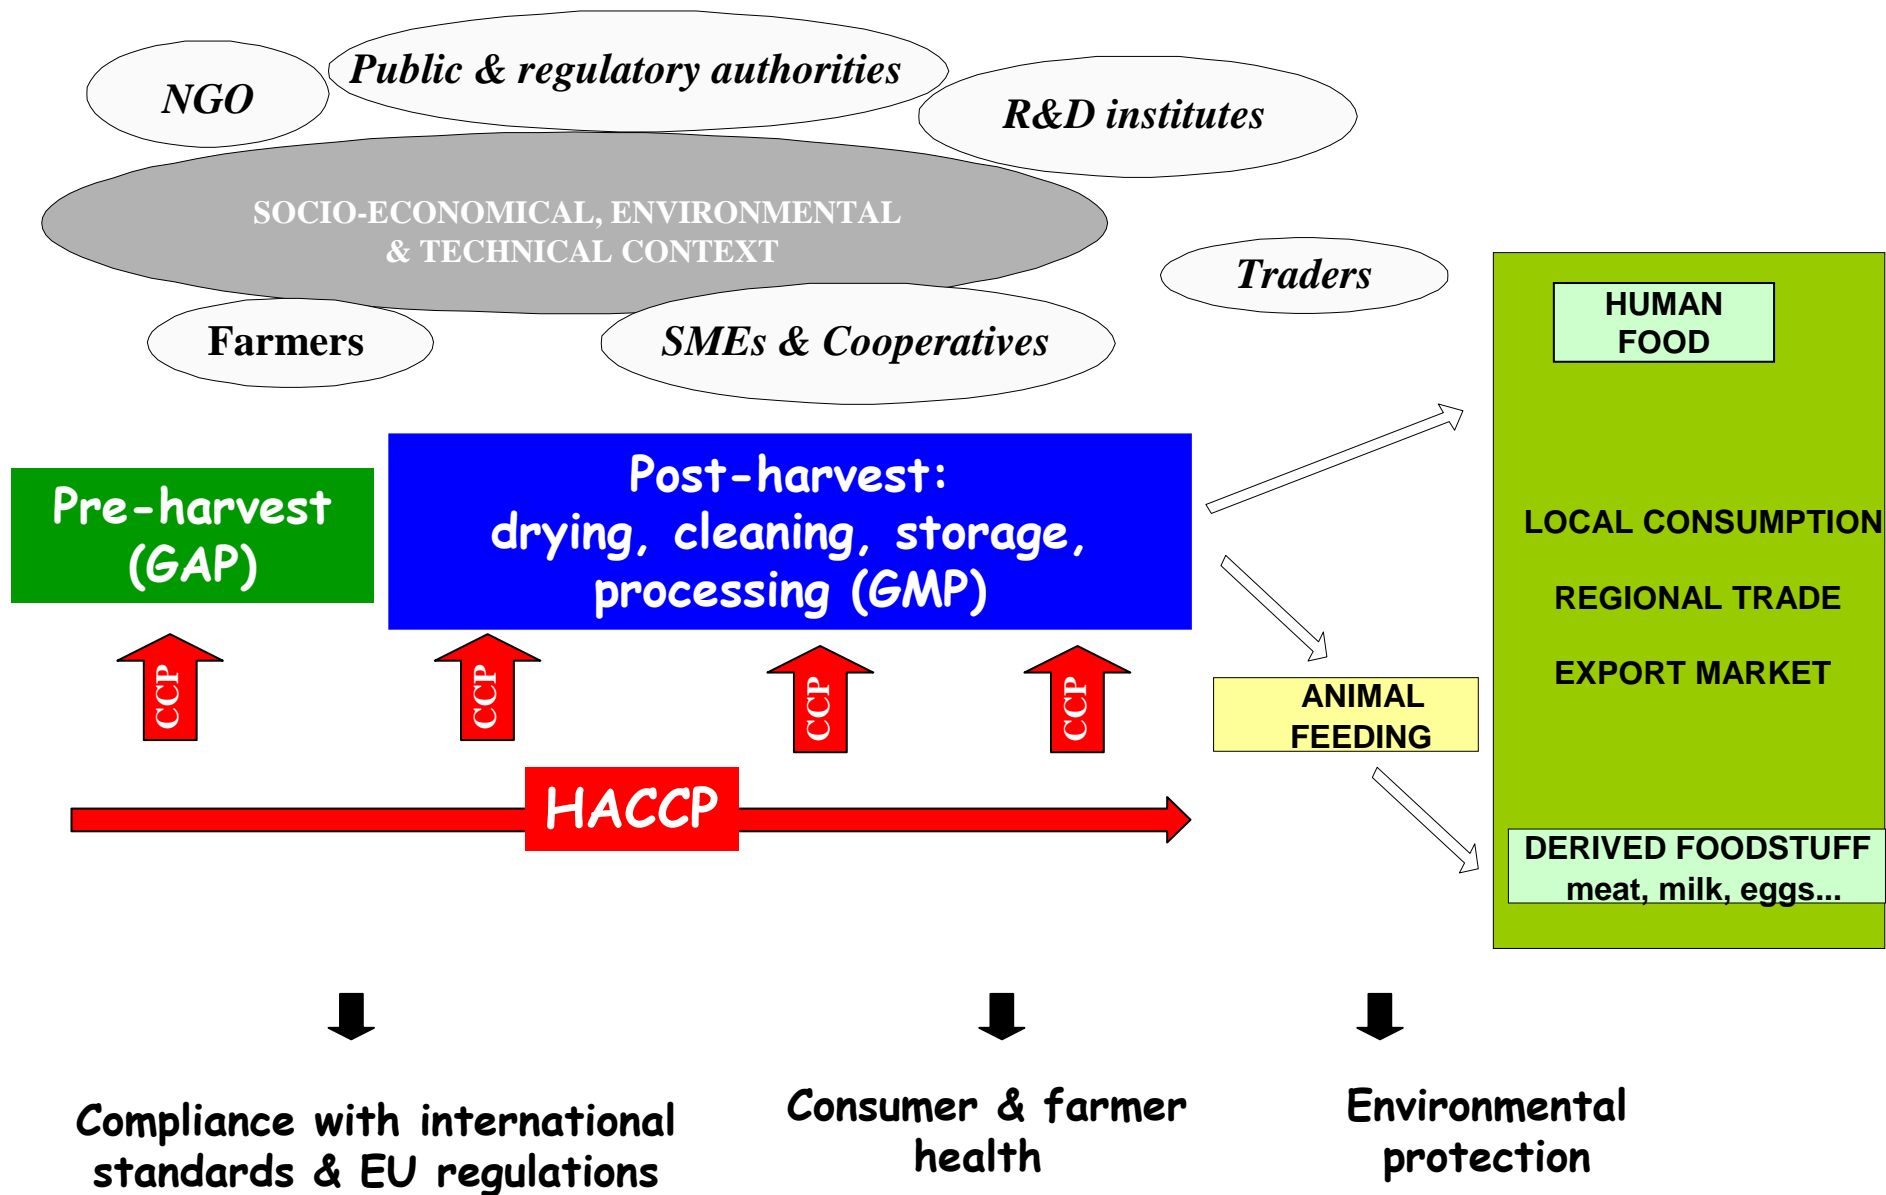 NGO
Public & regulatory authorities
R&D institutes
SOCIO-ECONOMICAL, ENVIRONMENTAL
& TECHNICAL CONTEXT
Traders
Farmers
SMEs & Cooperatives
HUMAN
FOOD
Pre-harvest
(GAP)
Post-harvest:
drying, cleaning, storage,
processing (GMP)
LOCAL CONSUMPTION
REGIONAL TRADE
EXPORT MARKET
CCP
CCP
CCP
CCP
ANIMAL
FEEDING
HACCP
DERIVED FOODSTUFF
meat, milk, eggs...
Compliance with international
standards & EU regulations
Consumer & farmer
health
Environmental
protection